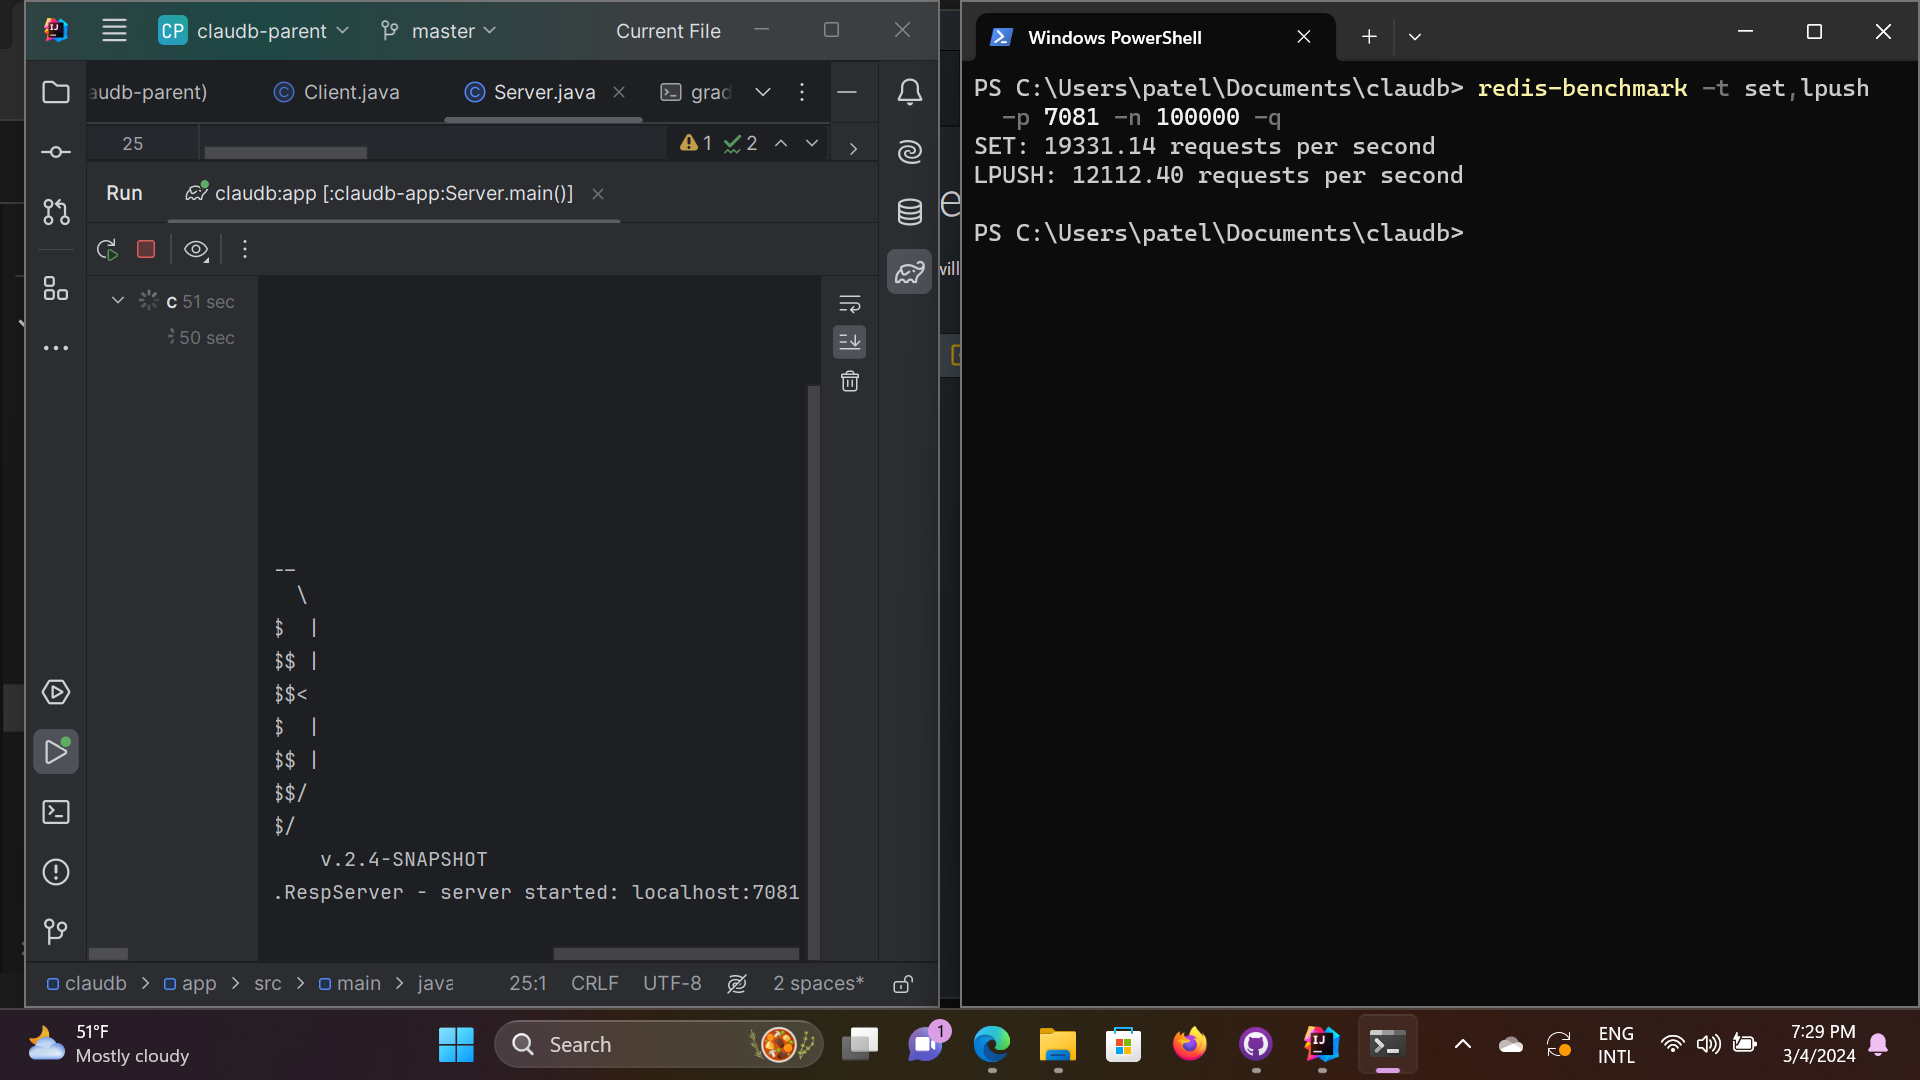 CP claudb-parent master Current File
audb-parent) Client.java Server.java grad
25 1 2
Run claudb:app [:claudb-app:Server.main()]
c 51 sec
50 sec
__
\
$ |
$$ |
$$<
$ |
$$ |
$$/
$/
v.2.4-SNAPSHOT
.RespServer - server started: localhost:7081
claudb > app > src > main > java 25:1 CRLF UTF-8 2 spaces*
e
will
Windows PowerShell
PS C:\Users\patel\Documents\claudb> redis-benchmark -t set,lpush
-p 7081 -n 100000 -q
SET: 19331.14 requests per second
LPUSH: 12112.40 requests per second
PS C:\Users\patel\Documents\claudb>
51°F
Mostly cloudy
Search
1
IJ
ENG
INTL
7:29 PM
3/4/2024